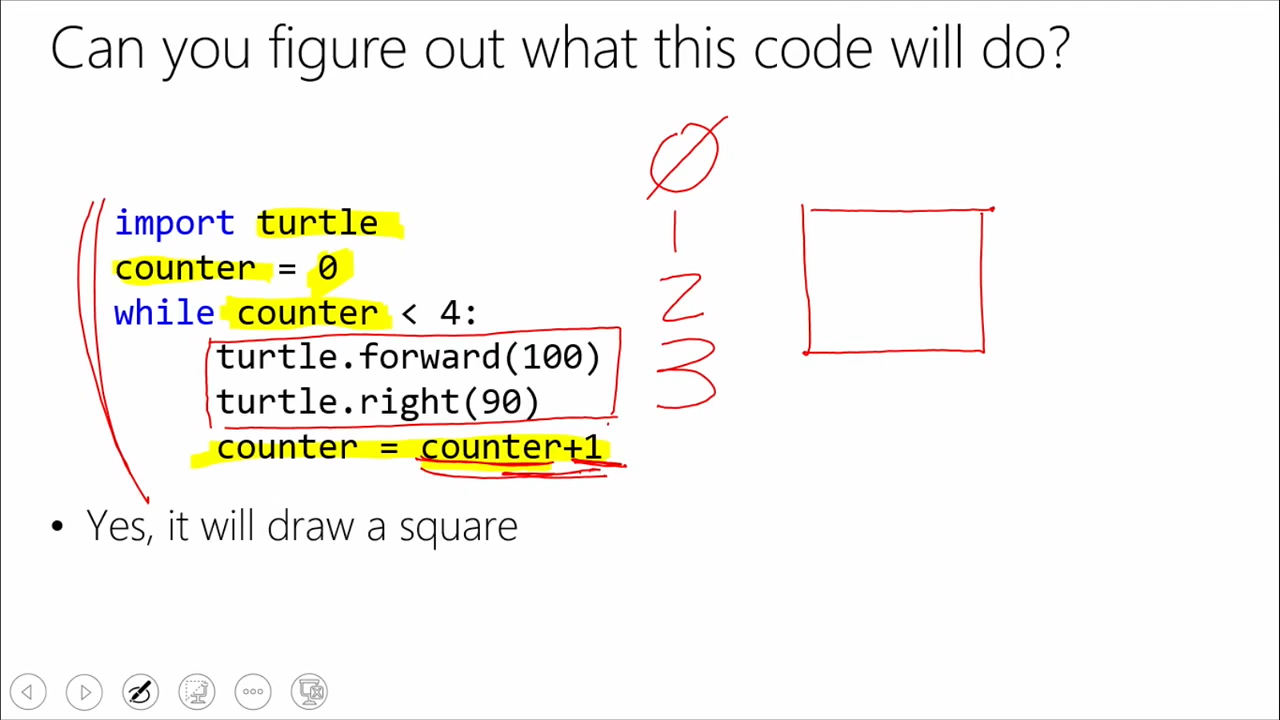 Can you figure out what this code will do?
0
import turtle
1
counter = 0
2
while counter < 4:
turtle.forward(100)
3
turtle.right(90)
counter = counter+1
• Yes, it will draw a square